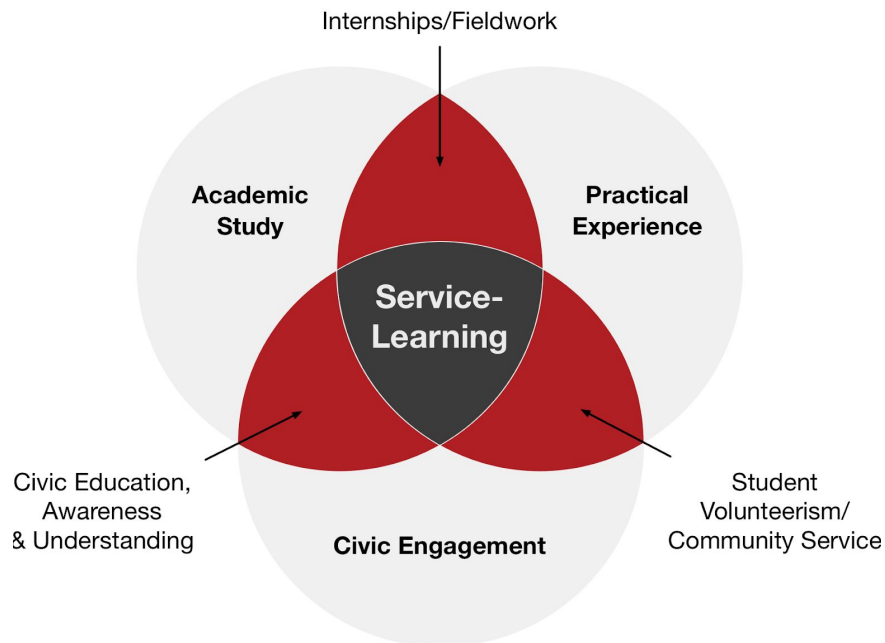 Internships/Fieldwork
Academic
Study
Practical
Experience
Service-
Learning
Civic Education,
Awareness
& Understanding
Civic Engagement
Student
Volunteerism/
Community Service